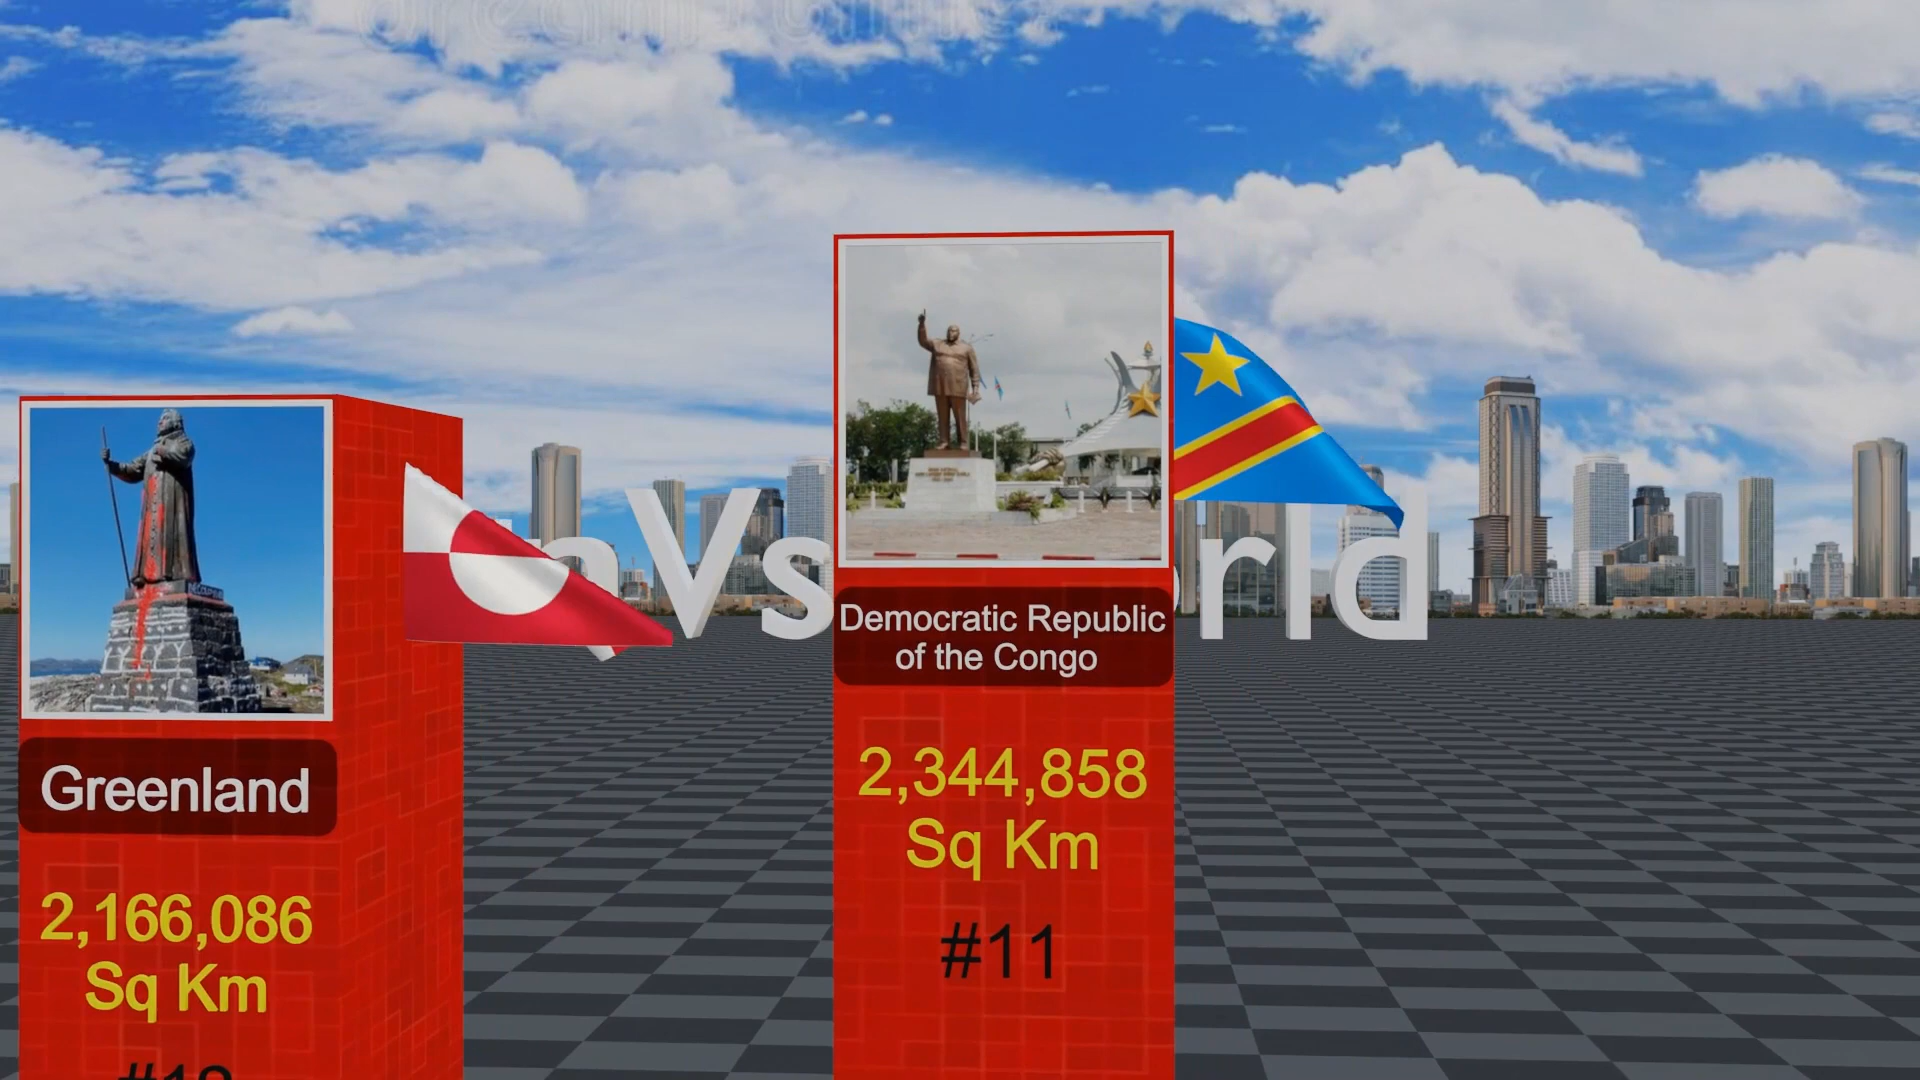 Greenland
2,166,086
Sq Km
Democratic Republic
of the Congo
2,344,858
Sq Km
#11